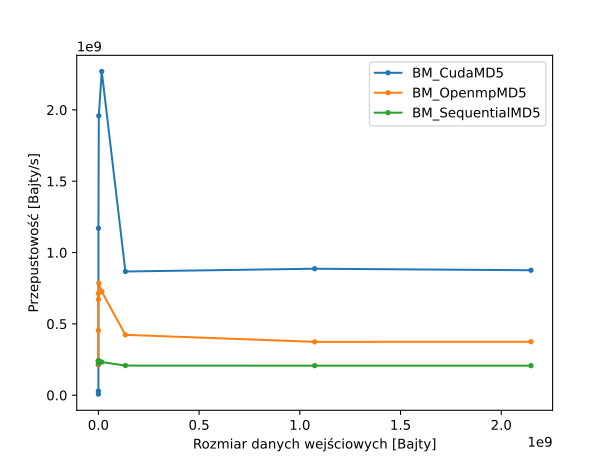 1e9
BM_CudaMD5
BM_OpenmpMD5
BM_SequentialMD5
2.0
1.5
1.0
0.5
0.0
Przepustowość [Bajty/s]
0.0 0.5 1.0 1.5 2.0
1e9
Rozmiar danych wejściowych [Bajty]